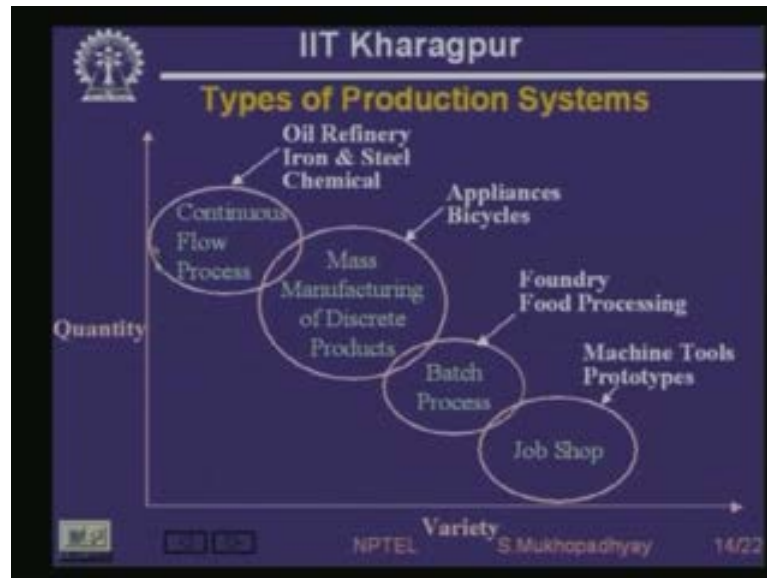 IIT Kharagpur
Types of Production Systems
Oil Refinery
Iron & Steel
Chemical
Continuous
Flow
Process
Appliances
Bicycles
Mass
Manufacturing
of Discrete
Products
Foundry
Food Processing
Quantity
Batch
Process
Machine Tools
Prototypes
Job Shop
Variety
NPTEL
S.Mukhopadhyay
14/22